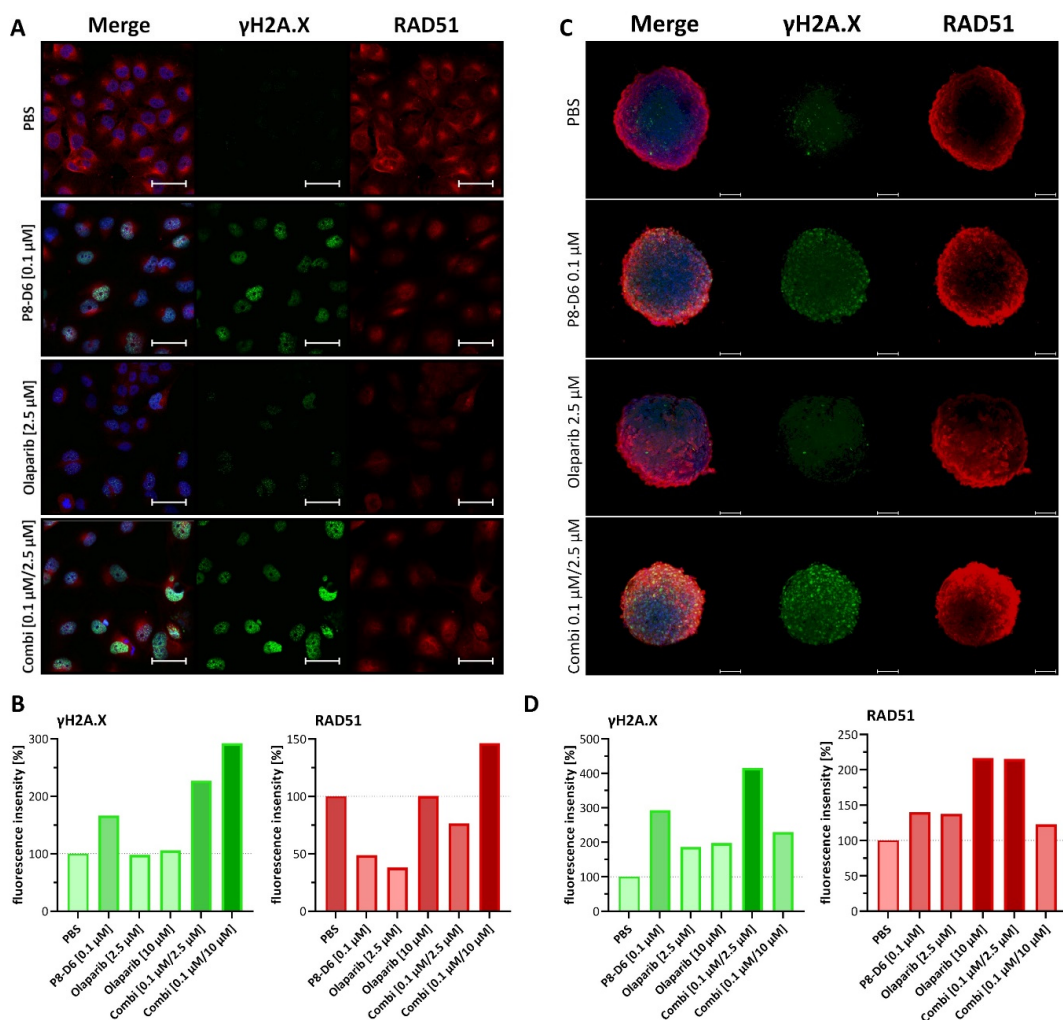 A
Merge
γH2A.X
RAD51
PBS
P8-D6 [0.1 µM]
Olaparib [2.5 µM]
Combi [0.1 µM/2.5 µM]
B
γH2A.X
fluorescence insensity [%]
300
200
100
0
PBS
P8-D6 [0.1 µM]
Olaparib [2.5 µM]
Olaparib [10 µM]
Combi [0.1 µM/2.5 µM]
Combi [0.1 µM/10 µM]
RAD51
fluorescence insensity [%]
150
100
50
0
PBS
P8-D6 [0.1 µM]
Olaparib [2.5 µM]
Olaparib [10 µM]
Combi [0.1 µM/2.5 µM]
Combi [0.1 µM/10 µM]
C
Merge
γH2A.X
RAD51
PBS
P8-D6 0.1 µM
Olaparib 2.5 µM
Combi 0.1 µM/2.5 µM
D
γH2A.X
fluorescence insensity [%]
500
400
300
200
100
0
PBS
P8-D6 [0.1 µM]
Olaparib [2.5 µM]
Olaparib [10 µM]
Combi [0.1 µM/2.5 µM]
Combi [0.1 µM/10 µM]
RAD51
fluorescence insensity [%]
250
225
200
175
150
125
100
75
50
25
0
PBS
P8-D6 [0.1 µM]
Olaparib [2.5 µM]
Olaparib [10 µM]
Combi [0.1 µM/2.5 µM]
Combi [0.1 µM/10 µM]